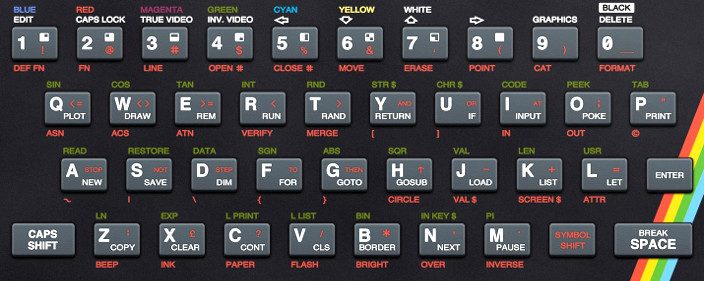 BLUE RED MAGENTA GREEN CYAN YELLOW WHITE BLACK
EDIT CAPS LOCK TRUE VIDEO INV. VIDEO GRAPHICS DELETE
1 ! 2 @ 3 # 4 $ 5 % 6 & 7 ' 8 ( 9 ) 0 _
DEF FN FN LINE OPEN # CLOSE # MOVE ERASE POINT CAT FORMAT
SIN COS TAN INT RND STR $ CHR $ CODE PEEK TAB
Q <= W <> E >= R < T > Y AND U OR I AT O ; P "
PLOT DRAW REM RUN RAND RETURN IF INPUT POKE PRINT
ASN ACS ATN VERIFY MERGE [ ] IN OUT ©
READ RESTORE DATA SGN ABS SQR VAL LEN USR
A STOP S NOT D STEP F TO G THEN H ↑ J - K + L = ENTER
NEW SAVE DIM FOR GOTO GOSUB LOAD LIST LET
~ | \ { } CIRCLE VAL $ SCREEN $ ATTR
LN EXP L PRINT L LIST BIN IN KEY $ PI
CAPS Z : X £ C ? V / B * N , M . SYMBOL BREAK
SHIFT COPY CLEAR CONT CLS BORDER NEXT PAUSE SHIFT SPACE
BEEP INK PAPER FLASH BRIGHT OVER INVERSE